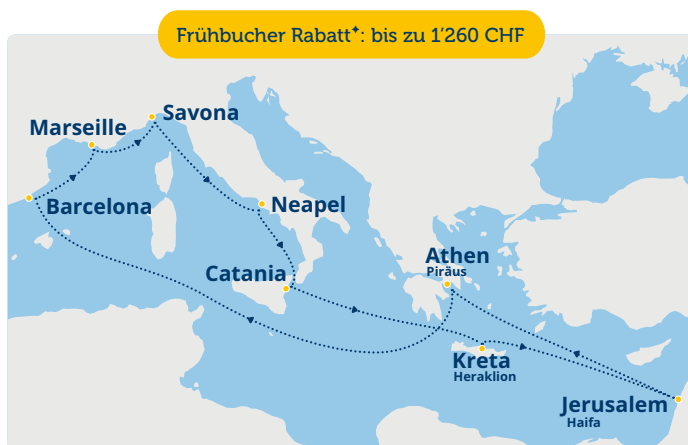 Frühbucher Rabatt✦: bis zu 1'260 CHF
Savona
Marseille
Barcelona
Neapel
Catania
Athen
Piräus
Kreta
Heraklion
Jerusalem
Haifa